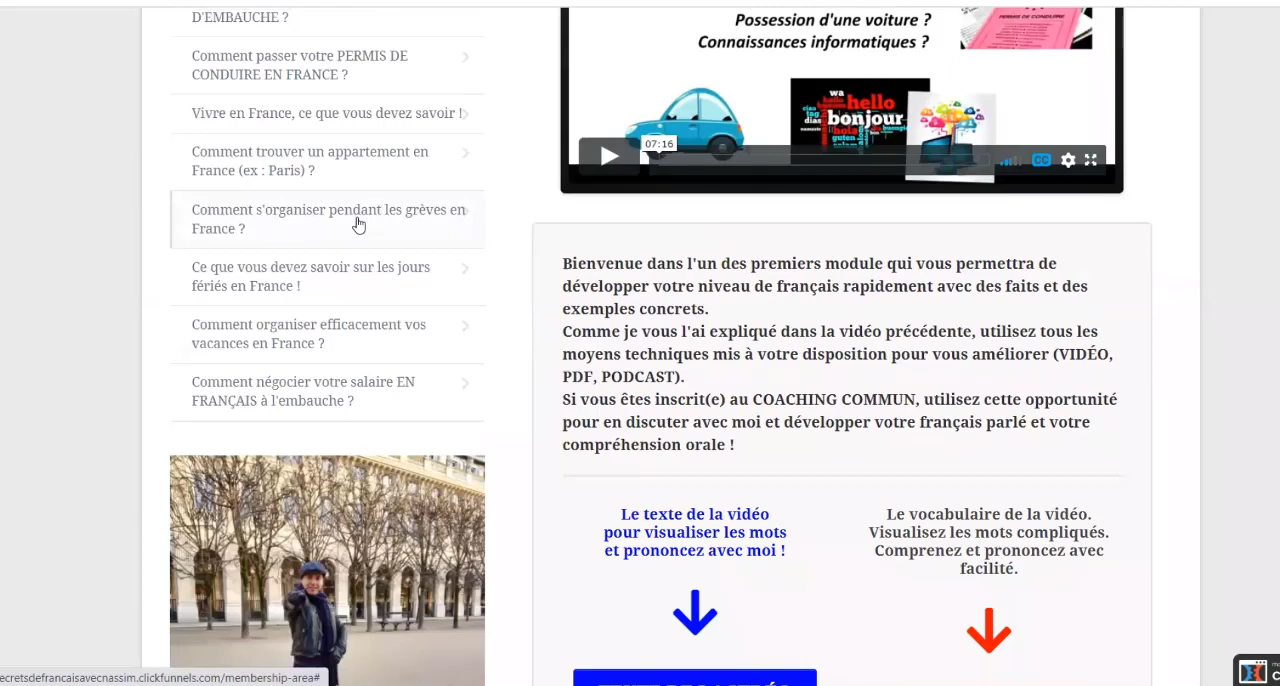 D'EMBAUCHE ?
Comment passer votre PERMIS DE
CONDUIRE EN FRANCE ?
Vivre en France, ce que vous devez savoir !
Comment trouver un appartement en
France (ex : Paris) ?
Comment s'organiser pendant les grèves en
France ?
Ce que vous devez savoir sur les jours
fériés en France !
Comment organiser efficacement vos
vacances en France ?
Comment négocier votre salaire EN
FRANÇAIS à l'embauche ?
Possession d'une voiture ?
Connaissances informatiques ?
PERMIS DE CONDUIRE
wa
hello
bonjour
07:16
CC
Bienvenue dans l'un des premiers module qui vous permettra de
développer votre niveau de français rapidement avec des faits et des
exemples concrets.
Comme je vous l'ai expliqué dans la vidéo précédente, utilisez tous les
moyens techniques mis à votre disposition pour vous améliorer (VIDÉO,
PDF, PODCAST).
Si vous êtes inscrit(e) au COACHING COMMUN, utilisez cette opportunité
pour en discuter avec moi et développer votre français parlé et votre
compréhension orale !
Le texte de la vidéo
pour visualiser les mots
et prononcez avec moi !
Le vocabulaire de la vidéo.
Visualisez les mots compliqués.
Comprenez et prononcez avec
facilité.
ecretsdefrancaisavecnassim.clickfunnels.com/membership-area#